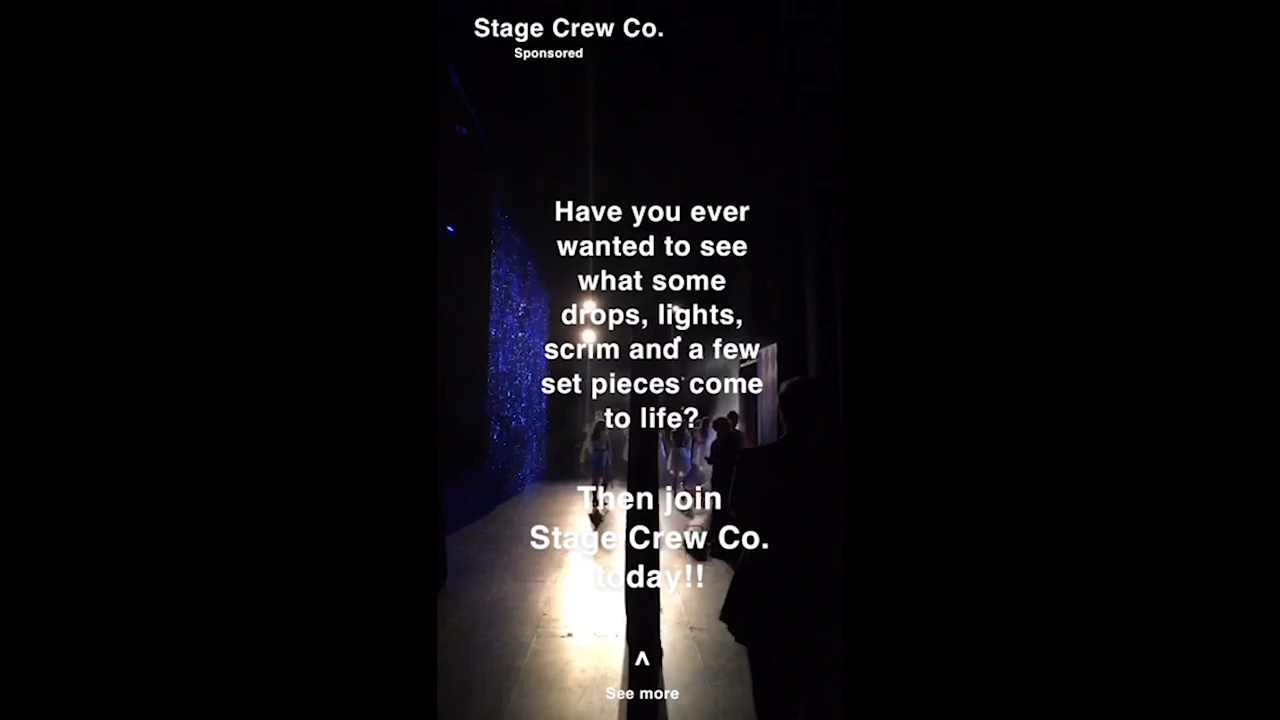 Stage Crew Co.
Sponsored
Have you ever
wanted to see
what some
drops, lights,
scrim and a few
set pieces come
to life?
Then join
Stage Crew Co.
today!!
^
See more